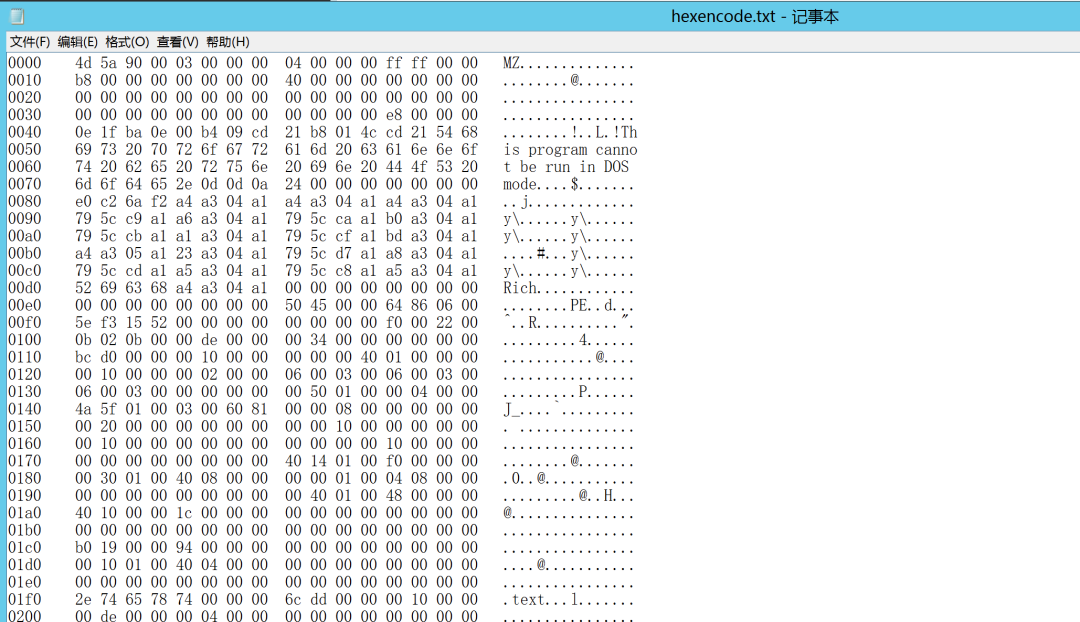 hexencode.txt - 记事本
文件(F) 编辑(E) 格式(O) 查看(V) 帮助(H)
0000 4d 5a 90 00 03 00 00 00 04 00 00 00 ff ff 00 00 MZ..............
0010 b8 00 00 00 00 00 00 00 40 00 00 00 00 00 00 00 ........@.......
0020 00 00 00 00 00 00 00 00 00 00 00 00 00 00 00 00 ................
0030 00 00 00 00 00 00 00 00 00 00 00 00 e8 00 00 00 ................
0040 0e 1f ba 0e 00 b4 09 cd 21 b8 01 4c cd 21 54 68 ........!..L.!Th
0050 69 73 20 70 72 6f 67 72 61 6d 20 63 61 6e 6e 6f is program canno
0060 74 20 62 65 20 72 75 6e 20 69 6e 20 44 4f 53 20 t be run in DOS
0070 6d 6f 64 65 2e 0d 0d 0a 24 00 00 00 00 00 00 00 mode....$.......
0080 e0 c2 6a f2 a4 a3 04 a1 a4 a3 04 a1 a4 a3 04 a1 ..j.............
0090 79 5c c9 a1 a6 a3 04 a1 79 5c ca a1 b0 a3 04 a1 y\......y\......
00a0 79 5c cb a1 a1 a3 04 a1 79 5c cf a1 bd a3 04 a1 y\......y\......
00b0 a4 a3 05 a1 23 a3 04 a1 79 5c d7 a1 a8 a3 04 a1 ....#...y\......
00c0 79 5c cd a1 a5 a3 04 a1 79 5c c8 a1 a5 a3 04 a1 y\......y\......
00d0 52 69 63 68 a4 a3 04 a1 00 00 00 00 00 00 00 00 Rich............
00e0 00 00 00 00 00 00 00 00 50 45 00 00 64 86 06 00 ........PE..d...
00f0 5e f3 15 52 00 00 00 00 00 00 00 00 f0 00 22 00 ^..R..........".
0100 0b 02 0b 00 00 de 00 00 00 34 00 00 00 00 00 00 .........4......
0110 bc d0 00 00 00 10 00 00 00 00 00 40 01 00 00 00 ...........@....
0120 00 10 00 00 00 02 00 00 06 00 03 00 06 00 03 00 ................
0130 06 00 03 00 00 00 00 00 00 50 01 00 00 04 00 00 .........P......
0140 4a 5f 01 00 03 00 60 81 00 00 08 00 00 00 00 00 J_....`.........
0150 00 20 00 00 00 00 00 00 00 00 10 00 00 00 00 00 . ..............
0160 00 10 00 00 00 00 00 00 00 00 00 00 10 00 00 00 ................
0170 00 00 00 00 00 00 00 00 40 14 01 00 f0 00 00 00 ........@.......
0180 00 30 01 00 40 08 00 00 00 00 01 00 04 08 00 00 .0..@...........
0190 00 00 00 00 00 00 00 00 00 40 01 00 48 00 00 00 .........@..H...
01a0 40 10 00 00 1c 00 00 00 00 00 00 00 00 00 00 00 @...............
01b0 00 00 00 00 00 00 00 00 00 00 00 00 00 00 00 00 ................
01c0 b0 19 00 00 94 00 00 00 00 00 00 00 00 00 00 00 ................
01d0 00 10 01 00 40 04 00 00 00 00 00 00 00 00 00 00 ....@...........
01e0 00 00 00 00 00 00 00 00 00 00 00 00 00 00 00 00 ................
01f0 2e 74 65 78 74 00 00 00 6c dd 00 00 00 10 00 00 .text...l.......
0200 00 de 00 00 00 04 00 00 00 00 00 00 00 00 00 00 ................